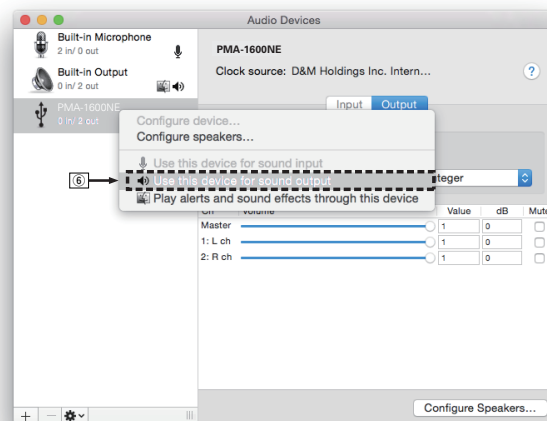 Audio Devices
Built-in Microphone
2 in/ 0 out
Built-in Output
0 in/ 2 out
PMA-1600NE
0 in/ 2 out
PMA-1600NE
Clock source: D&M Holdings Inc. Intern...
?
Input Output
Configure device...
Configure speakers...
Use this device for sound input
6
Use this device for sound output
Play alerts and sound effects through this device
teger
Ch Volume Value dB Mute
Master 1 0
1: L ch 1 0
2: R ch 1 0
Configure Speakers...